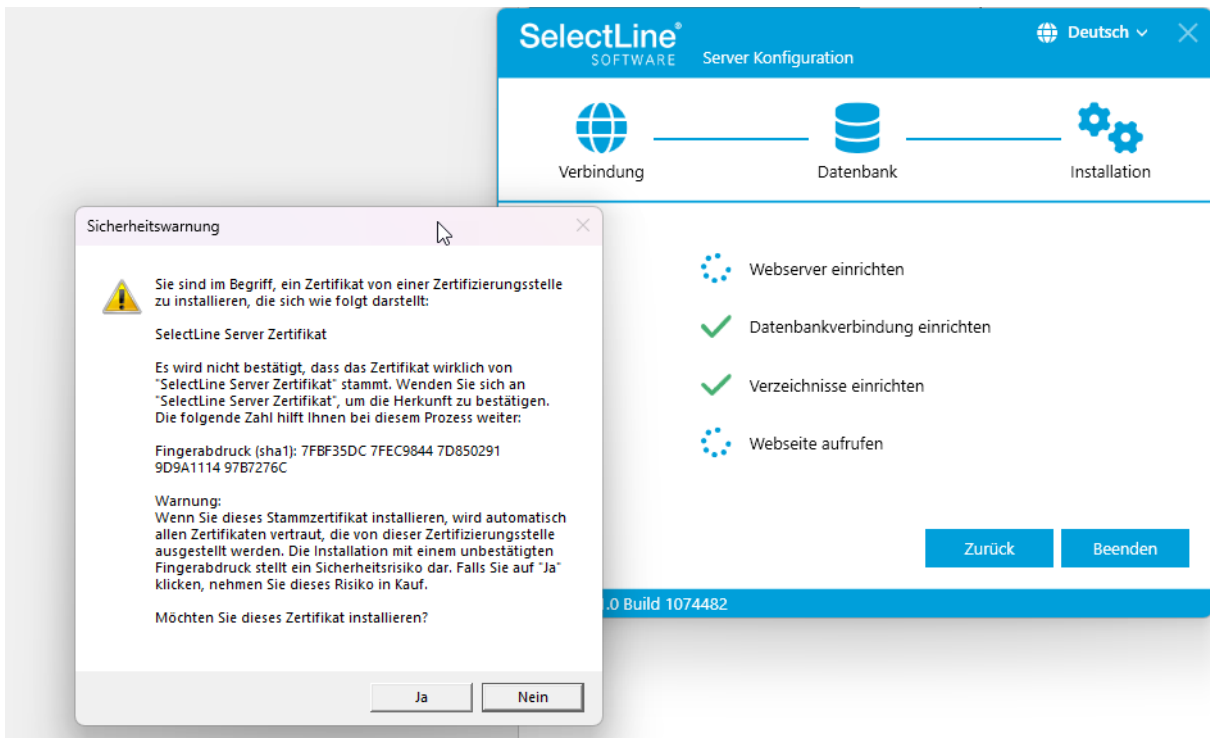 SelectLine®
SOFTWARE
Server Konfiguration
Deutsch
Verbindung
Datenbank
Installation
Webserver einrichten
Datenbankverbindung einrichten
Verzeichnisse einrichten
Webseite aufrufen
Zurück
Beenden
.0 Build 1074482
Sicherheitswarnung
Sie sind im Begriff, ein Zertifikat von einer Zertifizierungsstelle
zu installieren, die sich wie folgt darstellt:
SelectLine Server Zertifikat
Es wird nicht bestätigt, dass das Zertifikat wirklich von
"SelectLine Server Zertifikat" stammt. Wenden Sie sich an
"SelectLine Server Zertifikat", um die Herkunft zu bestätigen.
Die folgende Zahl hilft Ihnen bei diesem Prozess weiter:
Fingerabdruck (sha1): 7FBF35DC 7FEC9844 7D850291
9D9A1114 97B7276C
Warnung:
Wenn Sie dieses Stammzertifikat installieren, wird automatisch
allen Zertifikaten vertraut, die von dieser Zertifizierungsstelle
ausgestellt werden. Die Installation mit einem unbestätigten
Fingerabdruck stellt ein Sicherheitsrisiko dar. Falls Sie auf "Ja"
klicken, nehmen Sie dieses Risiko in Kauf.
Möchten Sie dieses Zertifikat installieren?
Ja
Nein